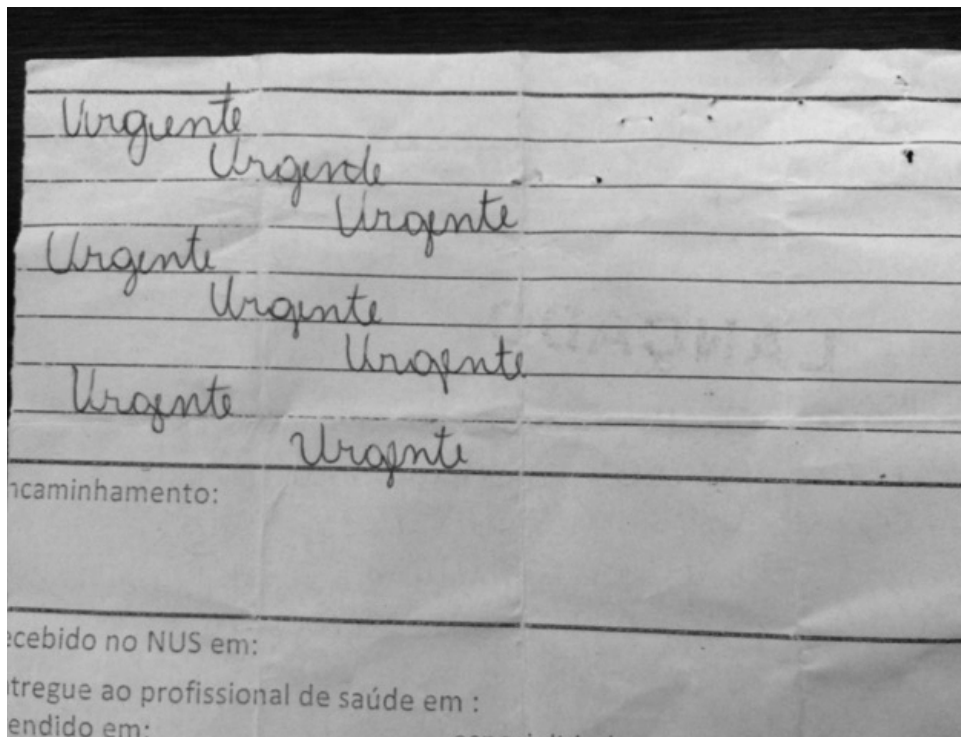 Urgente
Urgende
Urgente
Urgente
Urgente
Urgente
Urgente
Urgente
ncaminhamento:
ecebido no NUS em:
ntregue ao profissional de saúde em :
endido em: